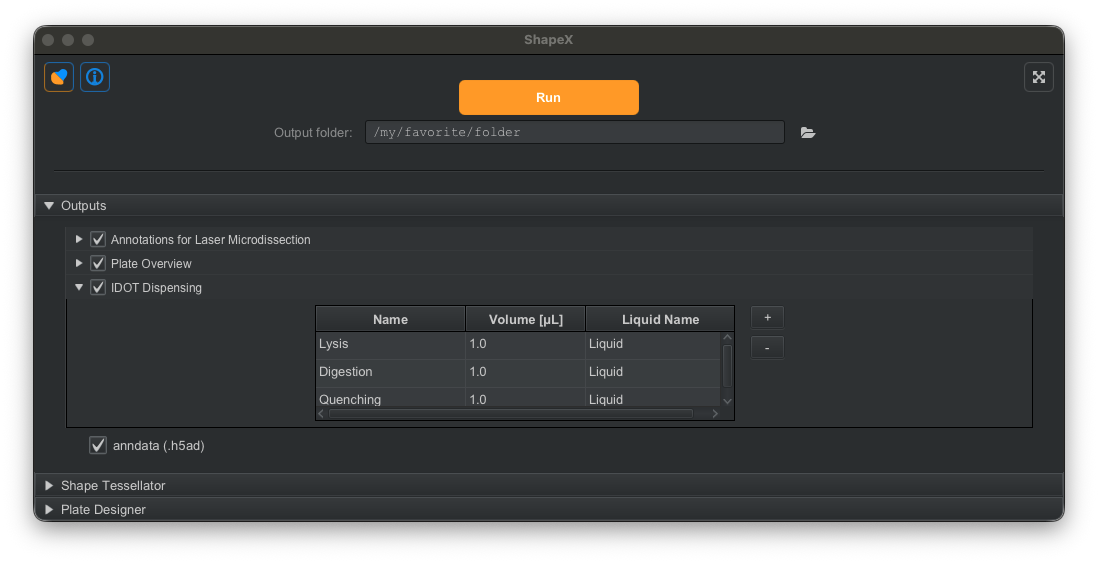 ShapeX
Run
Output folder: /my/favorite/folder
Outputs
Annotations for Laser Microdissection
Plate Overview
IDOT Dispensing
Name Volume [µL] Liquid Name
+
Lysis 1.0 Liquid
-
Digestion 1.0 Liquid
Quenching 1.0 Liquid
anndata (.h5ad)
Shape Tessellator
Plate Designer